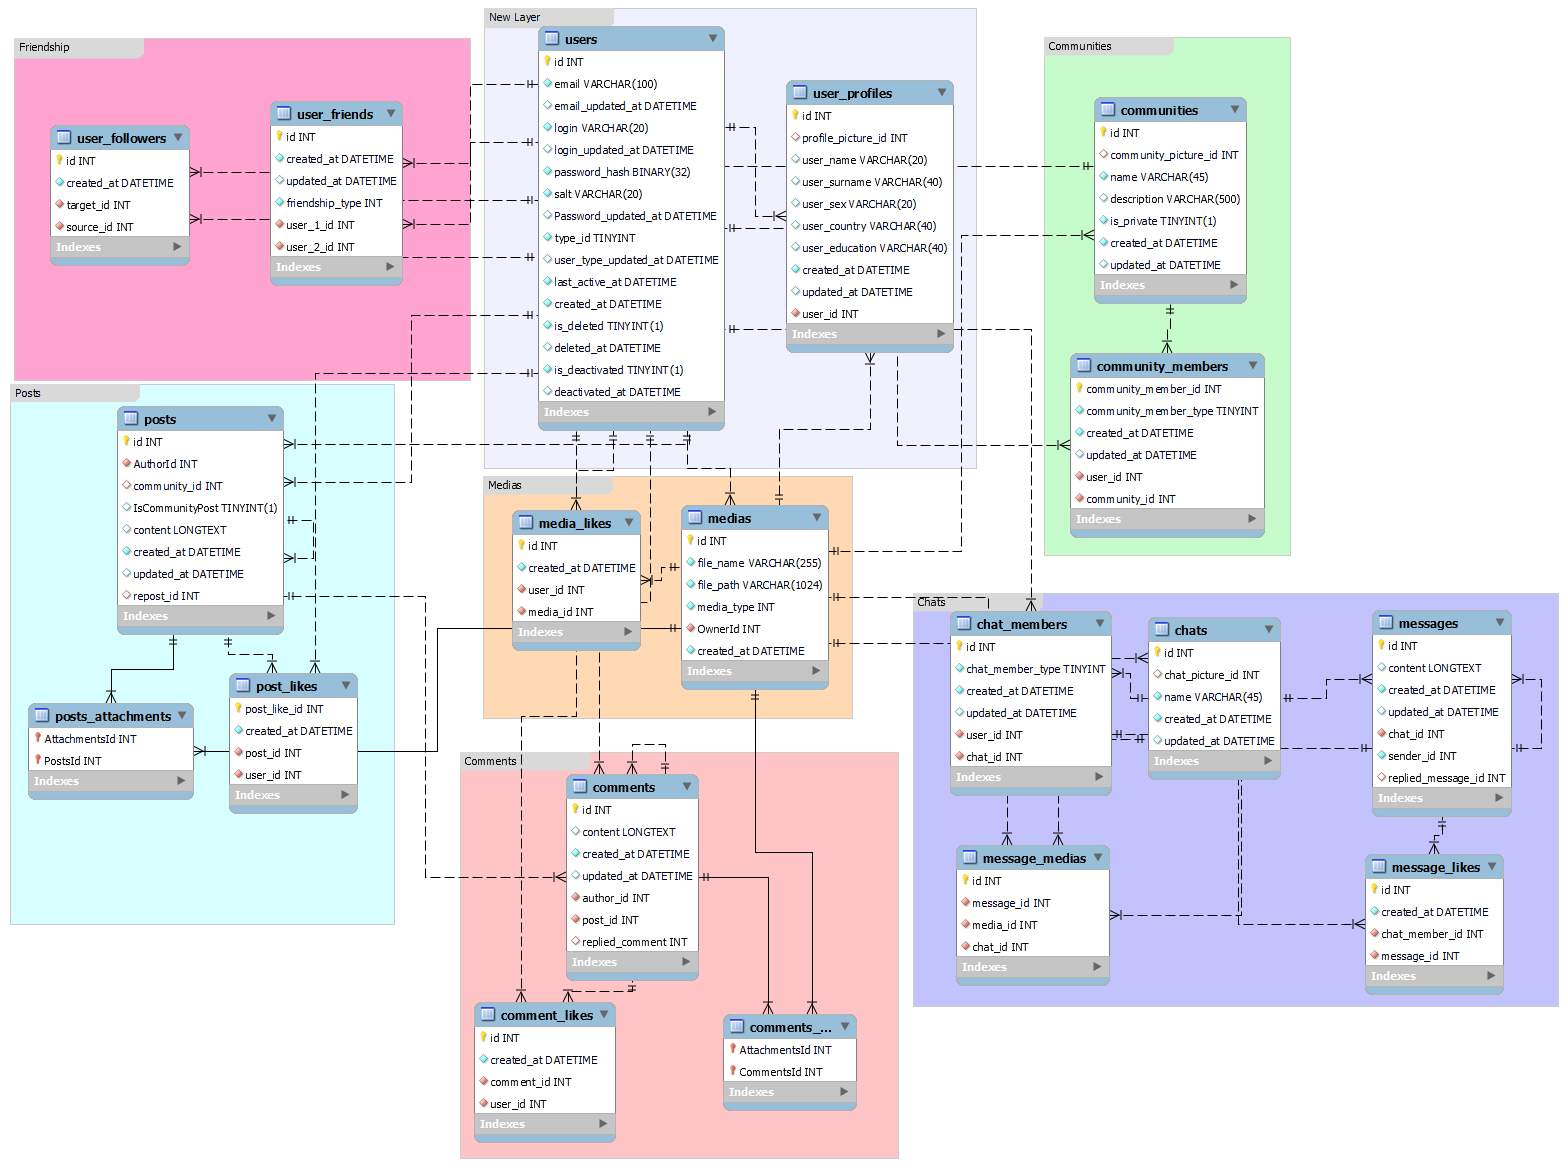 Friendship
user_followers
id INT
created_at DATETIME
target_id INT
source_id INT
Indexes
user_friends
id INT
created_at DATETIME
updated_at DATETIME
friendship_type INT
user_1_id INT
user_2_id INT
Indexes
New Layer
users
id INT
email VARCHAR(100)
email_updated_at DATETIME
login VARCHAR(20)
login_updated_at DATETIME
password_hash BINARY(32)
salt VARCHAR(20)
Password_updated_at DATETIME
type_id TINYINT
user_type_updated_at DATETIME
last_active_at DATETIME
created_at DATETIME
is_deleted TINYINT(1)
deleted_at DATETIME
is_deactivated TINYINT(1)
deactivated_at DATETIME
Indexes
user_profiles
id INT
profile_picture_id INT
user_name VARCHAR(20)
user_surname VARCHAR(40)
user_sex VARCHAR(20)
user_country VARCHAR(40)
user_education VARCHAR(40)
created_at DATETIME
updated_at DATETIME
user_id INT
Indexes
Communities
communities
id INT
community_picture_id INT
name VARCHAR(45)
description VARCHAR(500)
is_private TINYINT(1)
created_at DATETIME
updated_at DATETIME
Indexes
community_members
community_member_id INT
community_member_type TINYINT
created_at DATETIME
updated_at DATETIME
user_id INT
community_id INT
Indexes
Posts
posts
id INT
AuthorId INT
community_id INT
IsCommunityPost TINYINT(1)
content LONGTEXT
created_at DATETIME
updated_at DATETIME
repost_id INT
Indexes
posts_attachments
AttachmentsId INT
PostsId INT
Indexes
post_likes
post_like_id INT
created_at DATETIME
post_id INT
user_id INT
Indexes
Medias
media_likes
id INT
created_at DATETIME
user_id INT
media_id INT
Indexes
medias
id INT
file_name VARCHAR(255)
file_path VARCHAR(1024)
media_type INT
OwnerId INT
created_at DATETIME
Indexes
Comments
comments
id INT
content LONGTEXT
created_at DATETIME
updated_at DATETIME
author_id INT
post_id INT
replied_comment INT
Indexes
comment_likes
id INT
created_at DATETIME
comment_id INT
user_id INT
Indexes
comments_...
AttachmentsId INT
CommentsId INT
Indexes
Chats
chat_members
id INT
chat_member_type TINYINT
created_at DATETIME
updated_at DATETIME
user_id INT
chat_id INT
Indexes
chats
id INT
chat_picture_id INT
name VARCHAR(45)
created_at DATETIME
updated_at DATETIME
Indexes
messages
id INT
content LONGTEXT
created_at DATETIME
updated_at DATETIME
chat_id INT
sender_id INT
replied_message_id INT
Indexes
message_medias
id INT
message_id INT
media_id INT
chat_id INT
Indexes
message_likes
id INT
created_at DATETIME
chat_member_id INT
message_id INT
Indexes